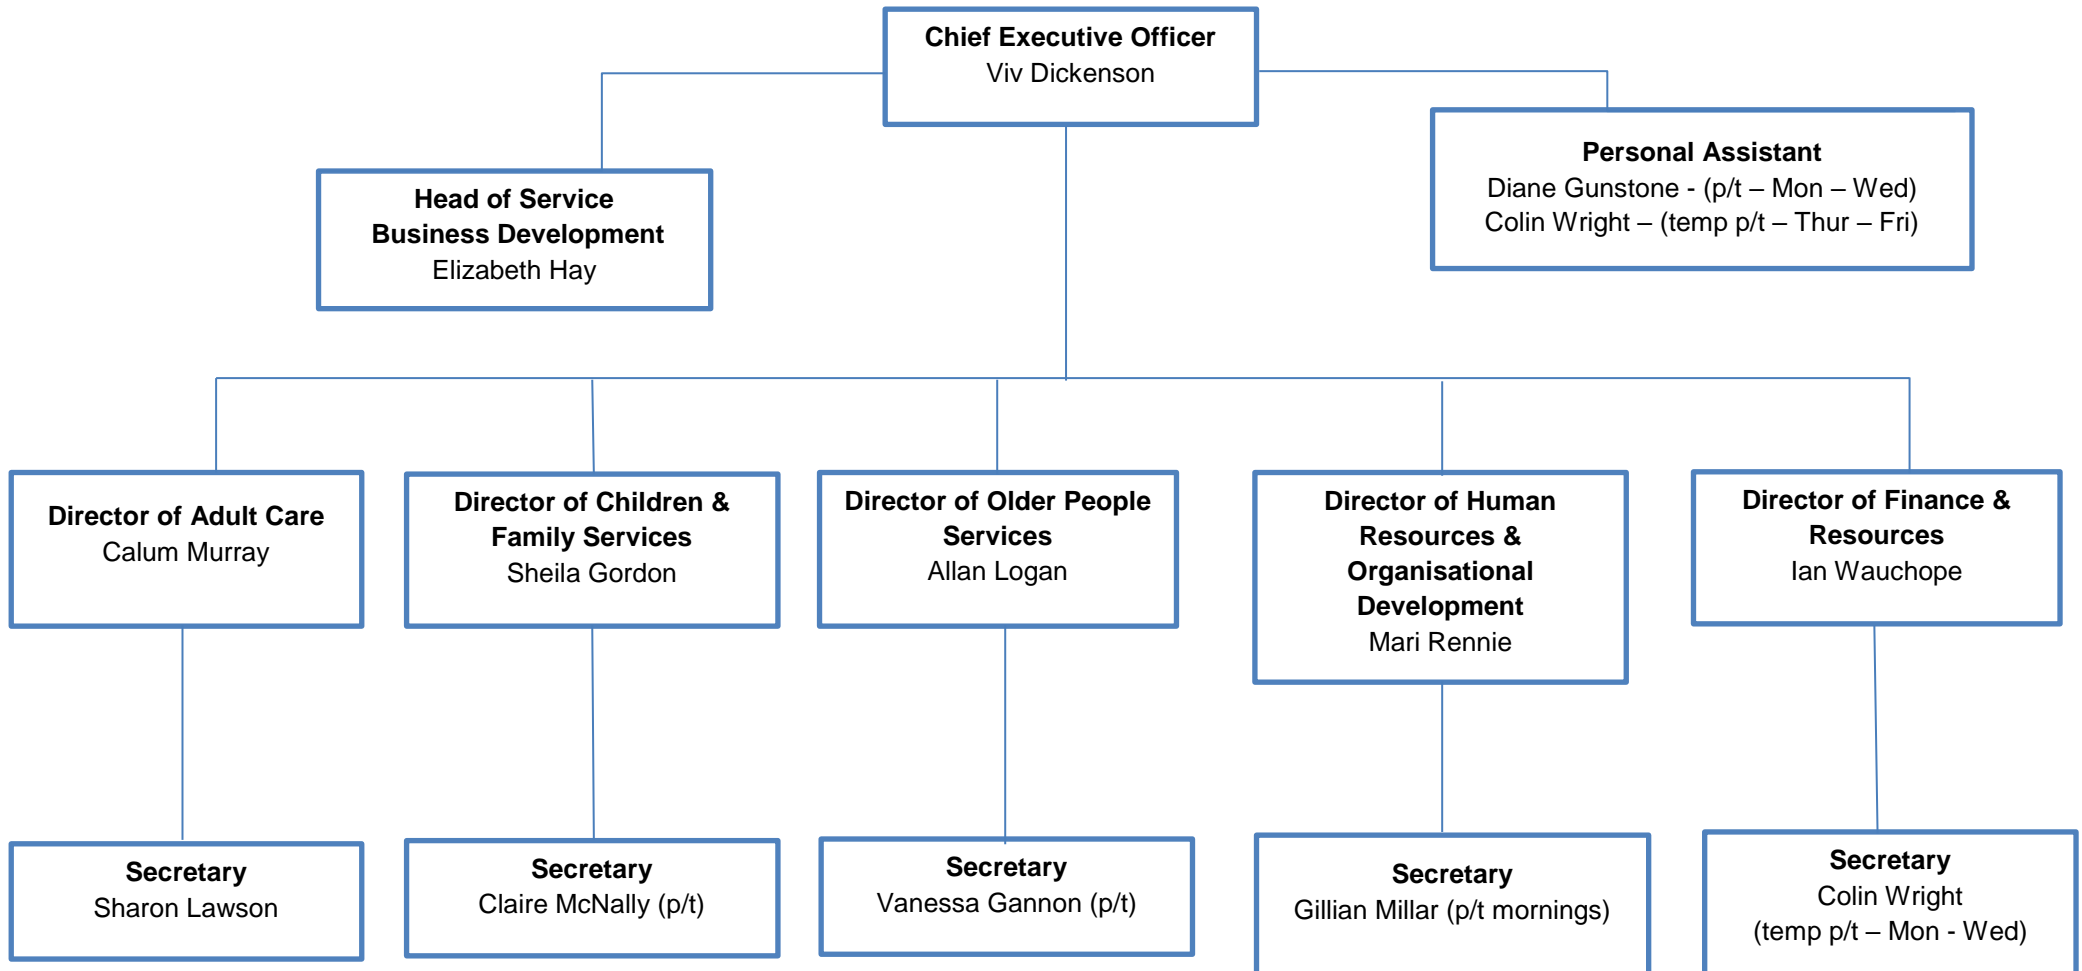 Chief Executive Officer
Viv Dickenson
Personal Assistant
Diane Gunstone - (p/t – Mon – Wed)
Colin Wright – (temp p/t – Thur – Fri)
Head of Service
Business Development
Elizabeth Hay
Director of Adult Care
Calum Murray
Director of Children &
Family Services
Sheila Gordon
Director of Older People
Services
Allan Logan
Director of Human
Resources &
Organisational
Development
Mari Rennie
Director of Finance &
Resources
Ian Wauchope
Secretary
Sharon Lawson
Secretary
Claire McNally (p/t)
Secretary
Vanessa Gannon (p/t)
Secretary
Gillian Millar (p/t mornings)
Secretary
Colin Wright
(temp p/t – Mon - Wed)